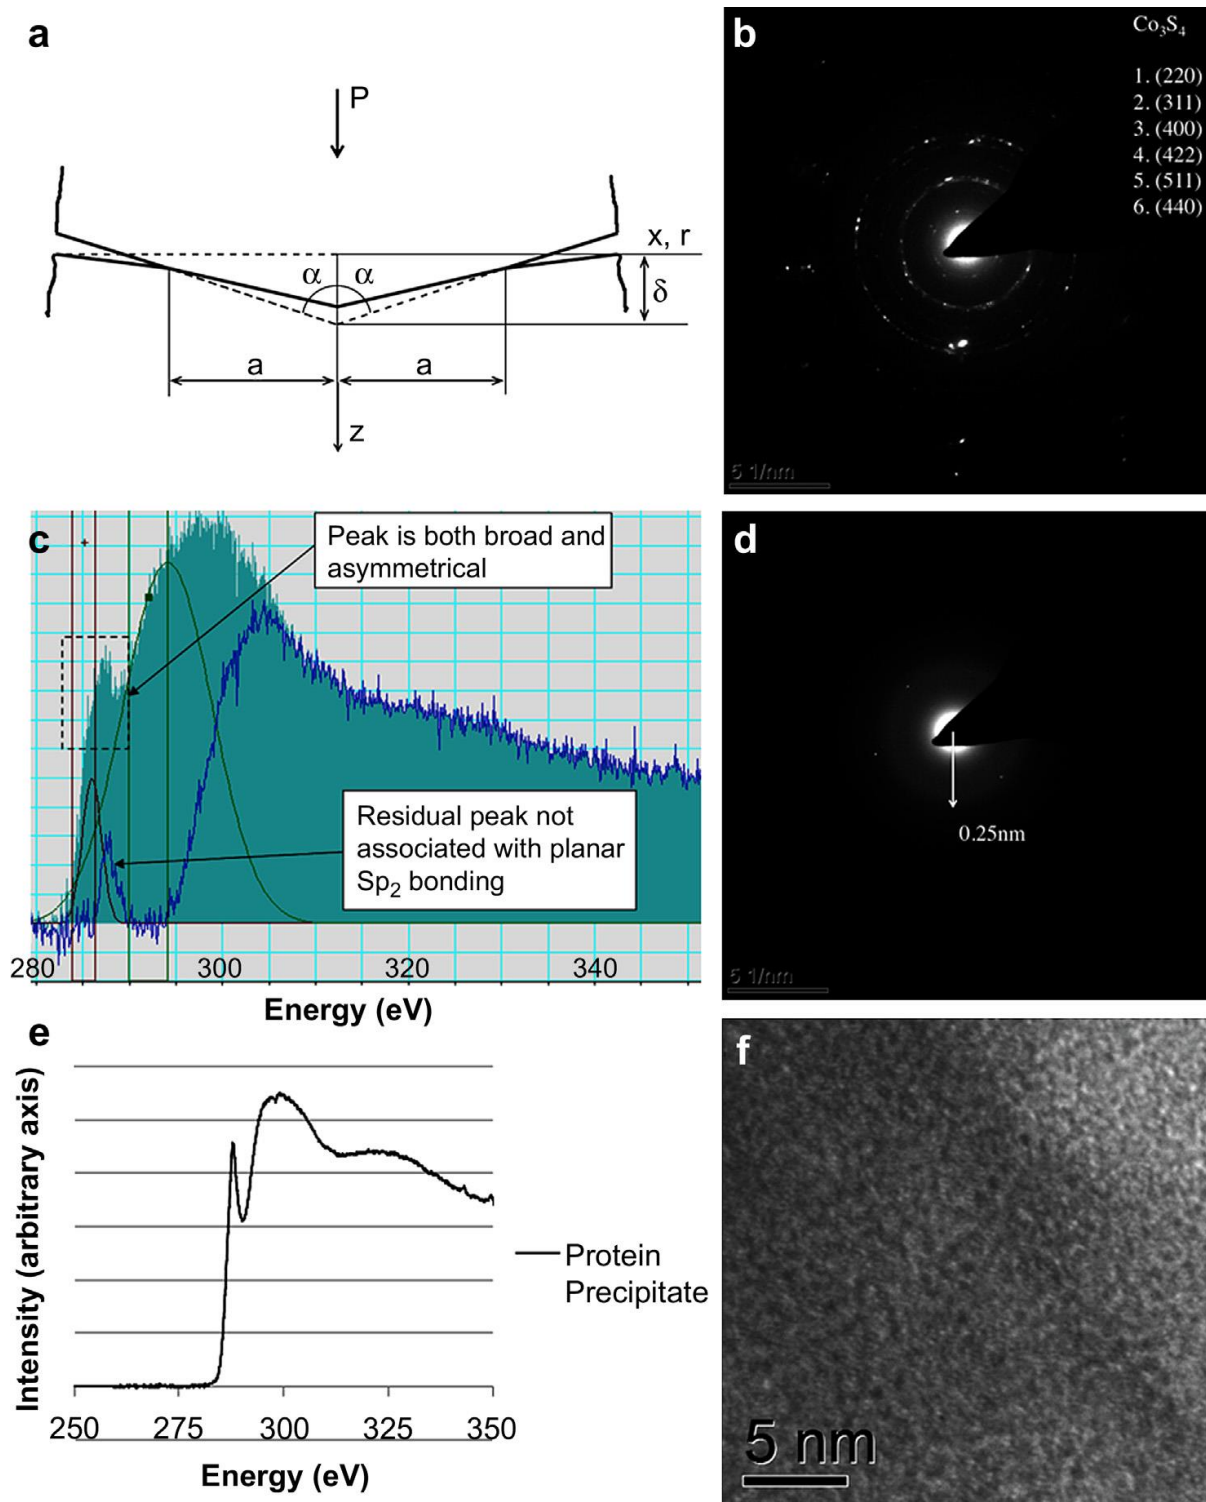 a
P
x, r
α α
δ
a a
z
b
Co3S4
1. (220)
2. (311)
3. (400)
4. (422)
5. (511)
6. (440)
5 1/nm
c
Peak is both broad and
asymmetrical
Residual peak not
associated with planar
Sp2 bonding
280 300 320 340
Energy (eV)
d
0.25nm
5 1/nm
e
Intensity (arbitrary axis)
Protein
Precipitate
250 275 300 325 350
Energy (eV)
f
5 nm